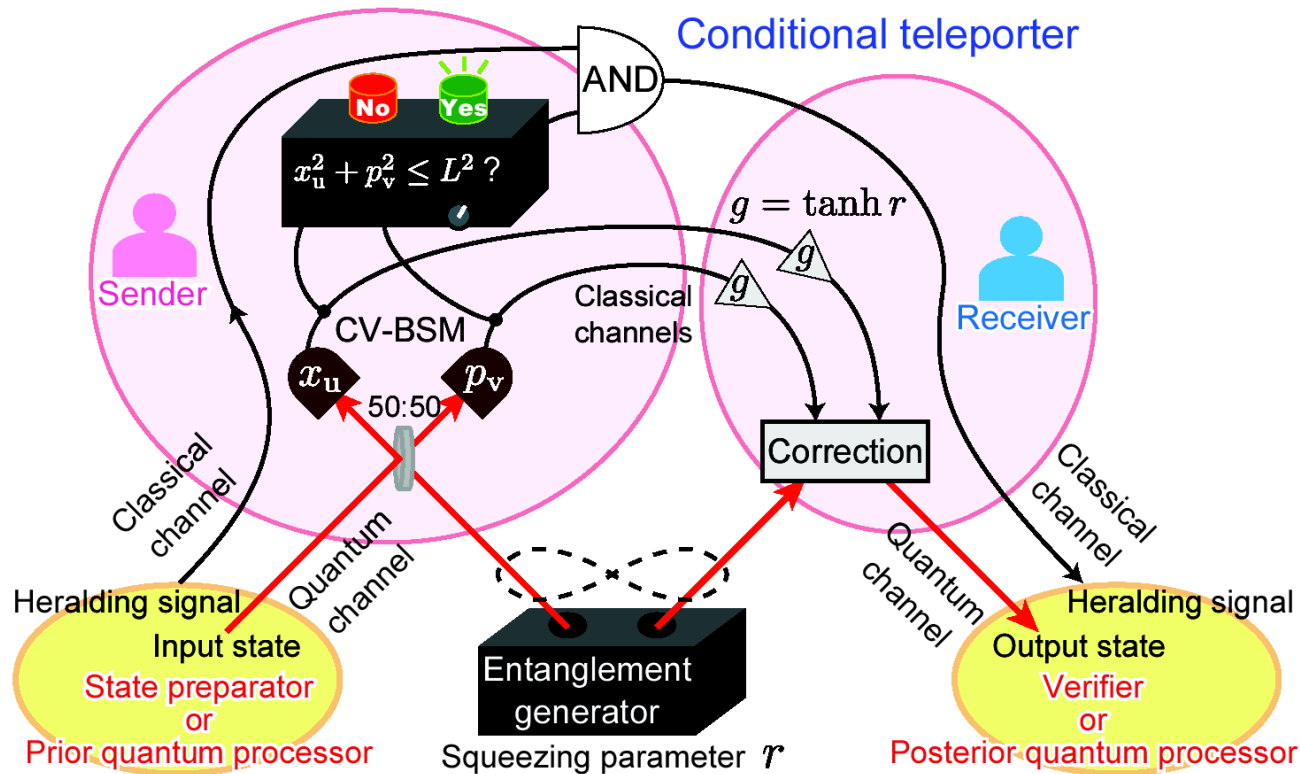 Conditional teleporter
AND
No
Yes
$x_u^2 + p_v^2 \leq L^2$ ?
$g = \tanh r$
g
g
Sender
Receiver
Classical
channels
CV-BSM
$x_u$
$p_v$
50:50
Correction
Classical
channel
Quantum
channel
Quantum
channel
Classical
channel
Heralding signal
Input state
State preparator
or
Prior quantum processor
Entanglement
generator
Squeezing parameter $r$
Heralding signal
Output state
Verifier
or
Posterior quantum processor